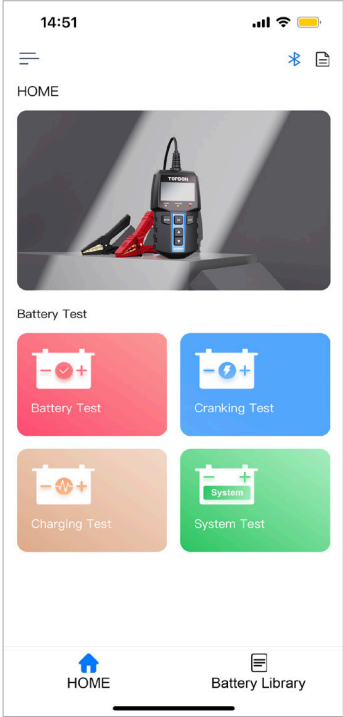 14:51
HOME
TOPDON
Battery Test
Battery Test
Cranking Test
Charging Test
System
System Test
HOME
Battery Library